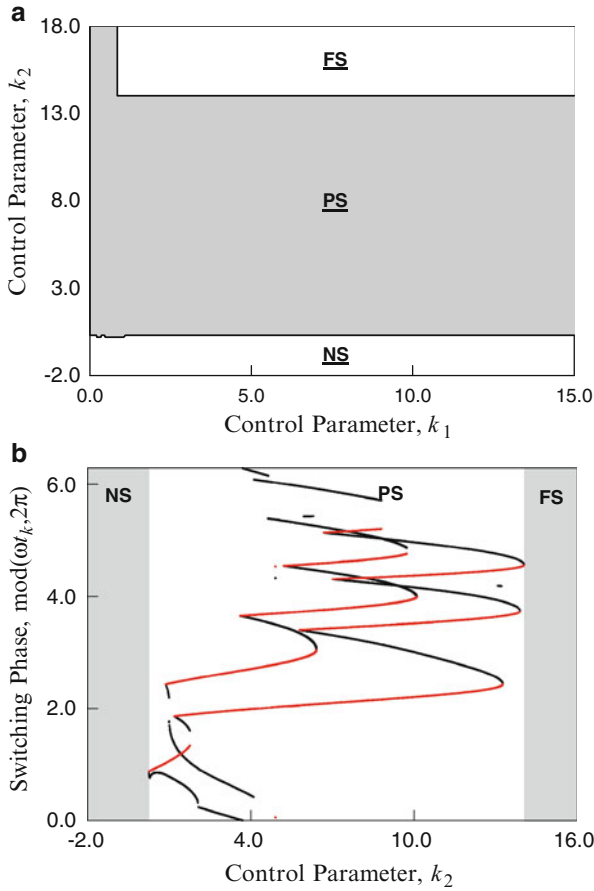 a
18.0
13.0
8.0
3.0
-2.0
Control Parameter, k2
FS
PS
NS
0.0 5.0 10.0 15.0
Control Parameter, k1
b
6.0
4.0
2.0
0.0
Switching Phase, mod(ωtk,2π)
NS
PS
FS
-2.0 4.0 10.0 16.0
Control Parameter, k2